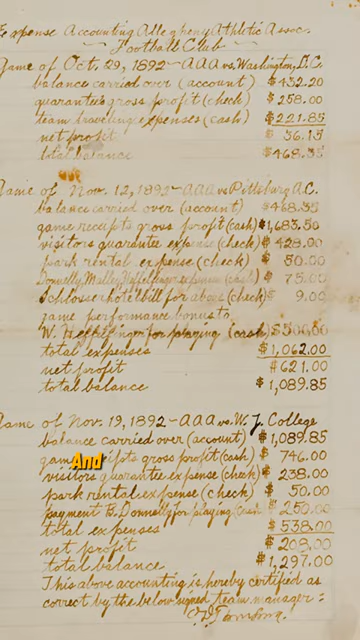 Expense Accounting Allegheny Athletic Assoc.
Football Club
Game of Oct. 29, 1892 - AAA vs. Washington, D.C.
balance carried over (account) $432.20
guarantee gross profit (check) $258.00
team traveling expenses (cash) $221.85
net profit $36.15
total balance $468.35
Game of Nov. 12, 1892 - AAA vs Pittsburg A.C.
balance carried over (account) $468.35
game receipts gross profit (cash) $1,683.50
visitors guarantee expense (check) $428.00
park rental expense (check) $50.00
Donnelly, Malley, Heffelfinger expenses (cash) $75.00
Schlosser hotel bill for above (check) $9.00
game performance bonus to
W. Heffelfinger for playing (cash) $500.00
total expenses $1,062.00
net profit $621.00
total balance $1,089.85
Game of Nov. 19, 1892 - AAA vs. W. J. College
balance carried over (account) $1,089.85
And
receipts gross profit (cash) $746.00
visitors guarantee expense (check) $238.00
park rental expense (check) $50.00
payment B. Donnelly for playing (cash $250.00
total expenses $538.00
net profit $208.00
total balance $1,297.00
This above accounting is hereby certified as
correct by the below signed team manager: